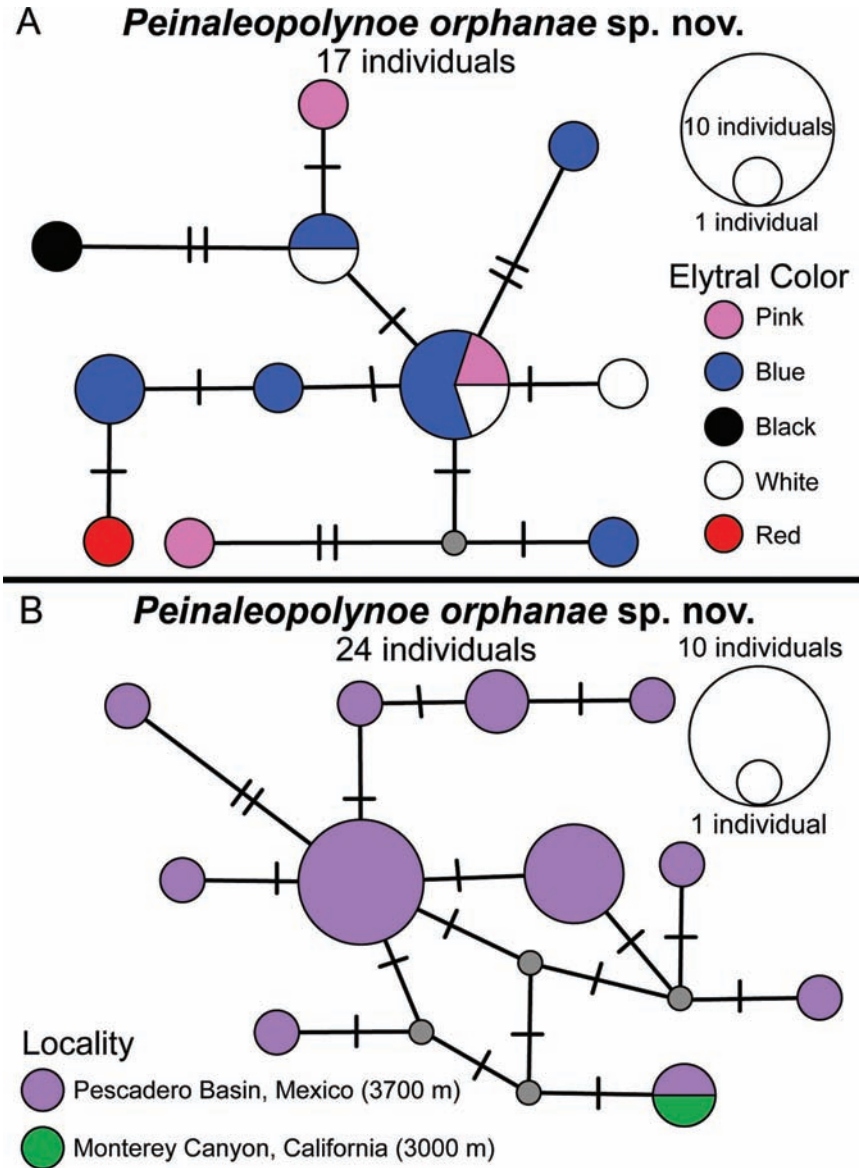 A
Peinaleopolynoe orphanae sp. nov.
17 individuals
10 individuals
1 individual
Elytral Color
Pink
Blue
Black
White
Red
B
Peinaleopolynoe orphanae sp. nov.
24 individuals
10 individuals
1 individual
Locality
Pescadero Basin, Mexico (3700 m)
Monterey Canyon, California (3000 m)